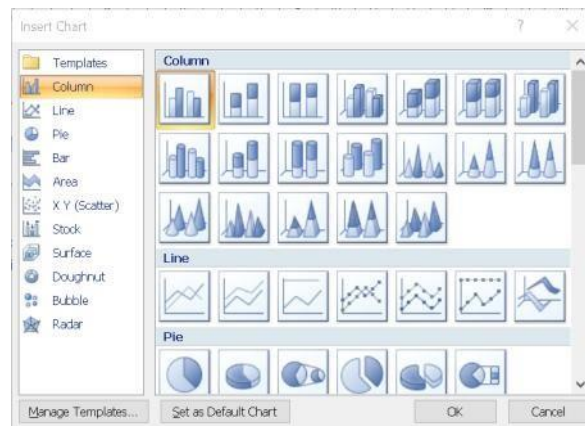 Insert Chart
?
Templates
Column
Line
Pie
Bar
Area
X Y (Scatter)
Stock
Surface
Doughnut
Bubble
Radar
Column
Line
Pie
Manage Templates...
Set as Default Chart
OK
Cancel